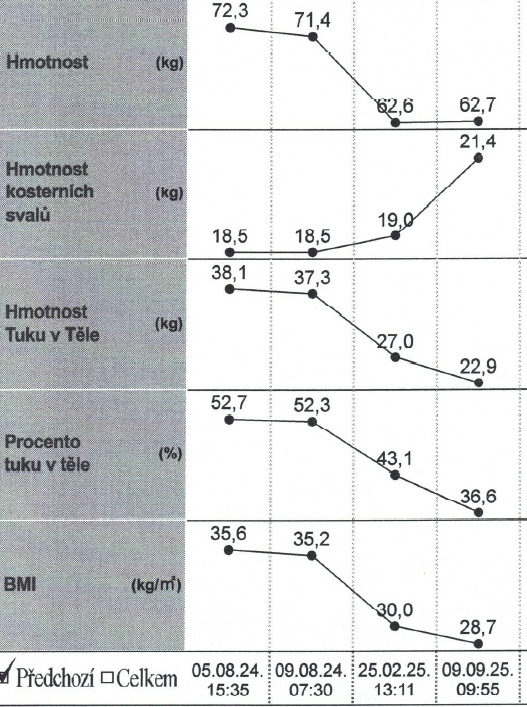 72,3 71,4 62,6 62,7
Hmotnost (kg)
Hmotnost
kosterních (kg)
svalů
18,5 18,5 19,0 21,4
Hmotnost
Tuku v Těle (kg)
38,1 37,3 27,0 22,9
Procento
tuku v těle (%)
52,7 52,3 43,1 36,6
BMI (kg/㎡)
35,6 35,2 30,0 28,7
Předchozí □Celkem 05.08.24. 09.08.24. 25.02.25. 09.09.25.
15:35 07:30 13:11 09:55